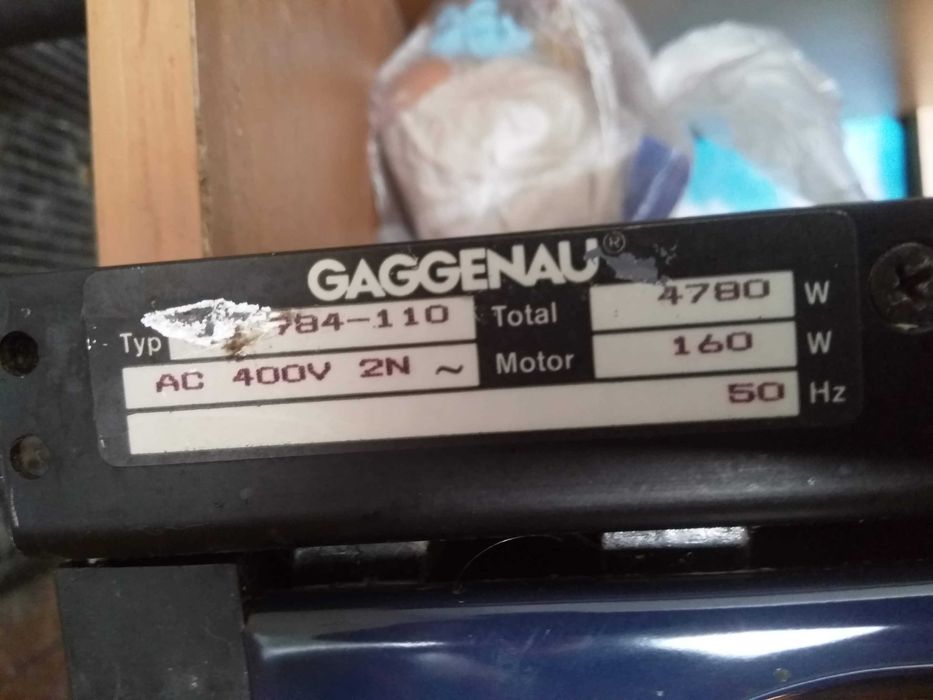 GAGGENAU®
Typ 784-110 Total 4780 W
AC 400V 2N ~ Motor 160 W
50 Hz